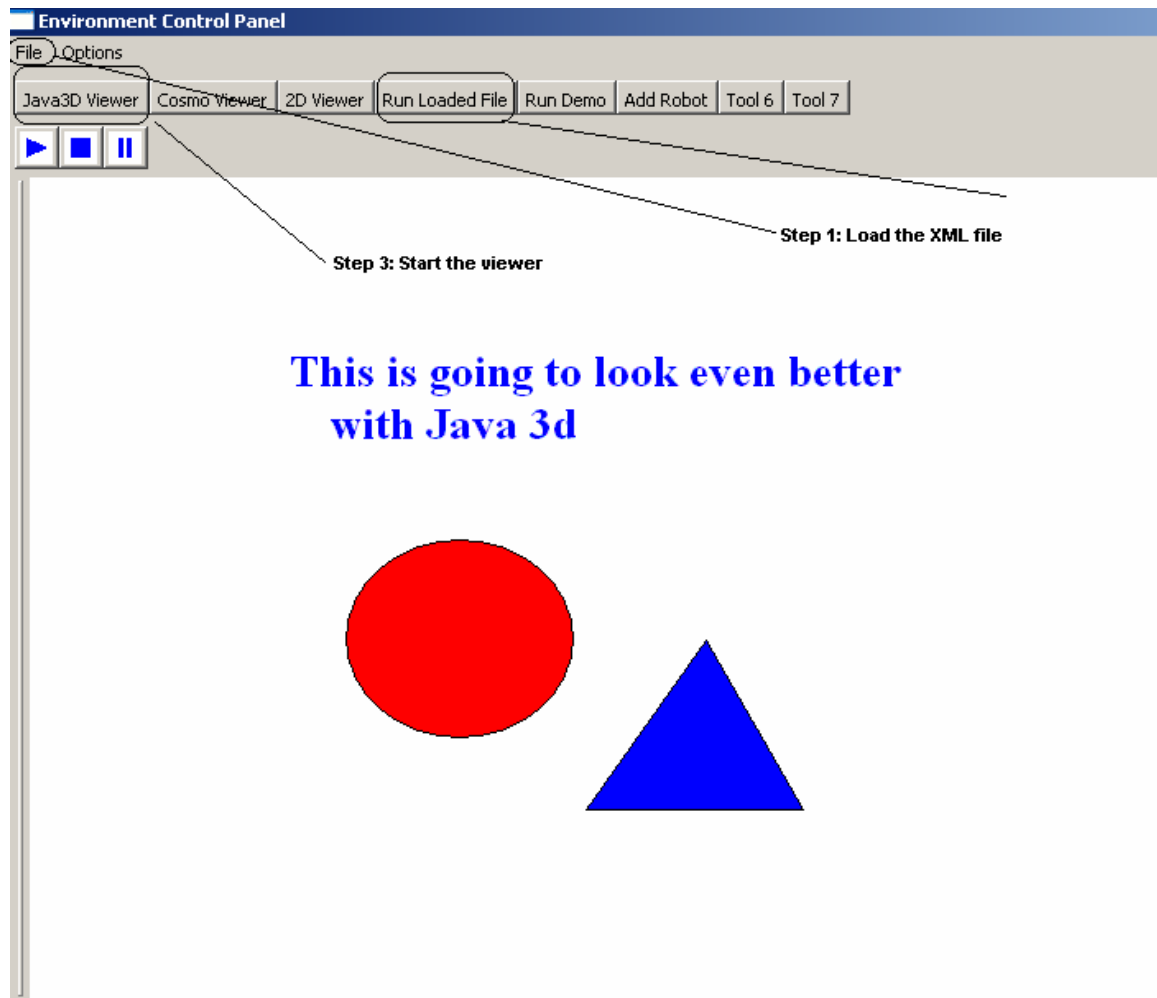 Environment Control Panel
File Options
Java3D Viewer Cosmo Viewer 2D Viewer Run Loaded File Run Demo Add Robot Tool 6 Tool 7
Step 1: Load the XML file
Step 3: Start the viewer
This is going to look even better
with Java 3d